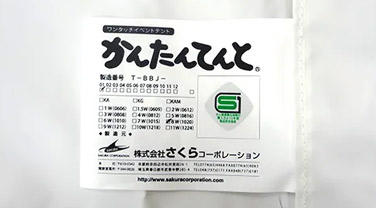 ワンタッチイベントテント
かんたんてんと®
製造番号 T-BBJ-
01 02 03 04 05 06 07 08 09 10 11 12
□KA □KG □KAM
□1W(0606) □1.5W(0609) □2W(0612)
□3W(0808) □4W(0812) □5W(0816)
□6W(1010) □7W(1015) 8W(1020)
□9W(1212) □10W(1218) □11W(1224)
◆製造元◆
SAKURA CORPORATION
株式会社さくらコーポレーション
http://www.sakuracorporation.com